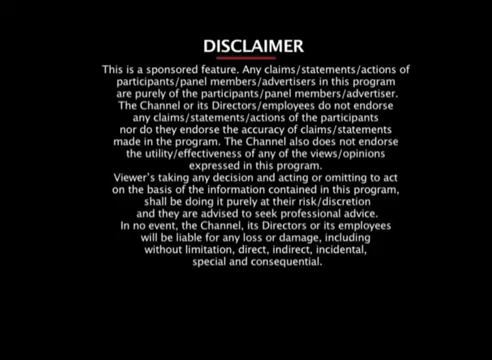 DISCLAIMER
This is a sponsored feature. Any claims/statements/actions of
participants/panel members/advertisers in this program
are purely of the participants/panel members/advertiser.
The Channel or its Directors/employees do not endorse
any claims/statements/actions of the participants
nor do they endorse the accuracy of claims/statements
made in the program. The Channel also does not endorse
the utility/effectiveness of any of the views/opinions
expressed in this program.
Viewer's taking any decision and acting or omitting to act
on the basis of the information contained in this program,
shall be doing it purely at their risk/discretion
and they are advised to seek professional advice.
In no event, the Channel, its Directors or its employees
will be liable for any loss or damage, including
without limitation, direct, indirect, incidental,
special and consequential.